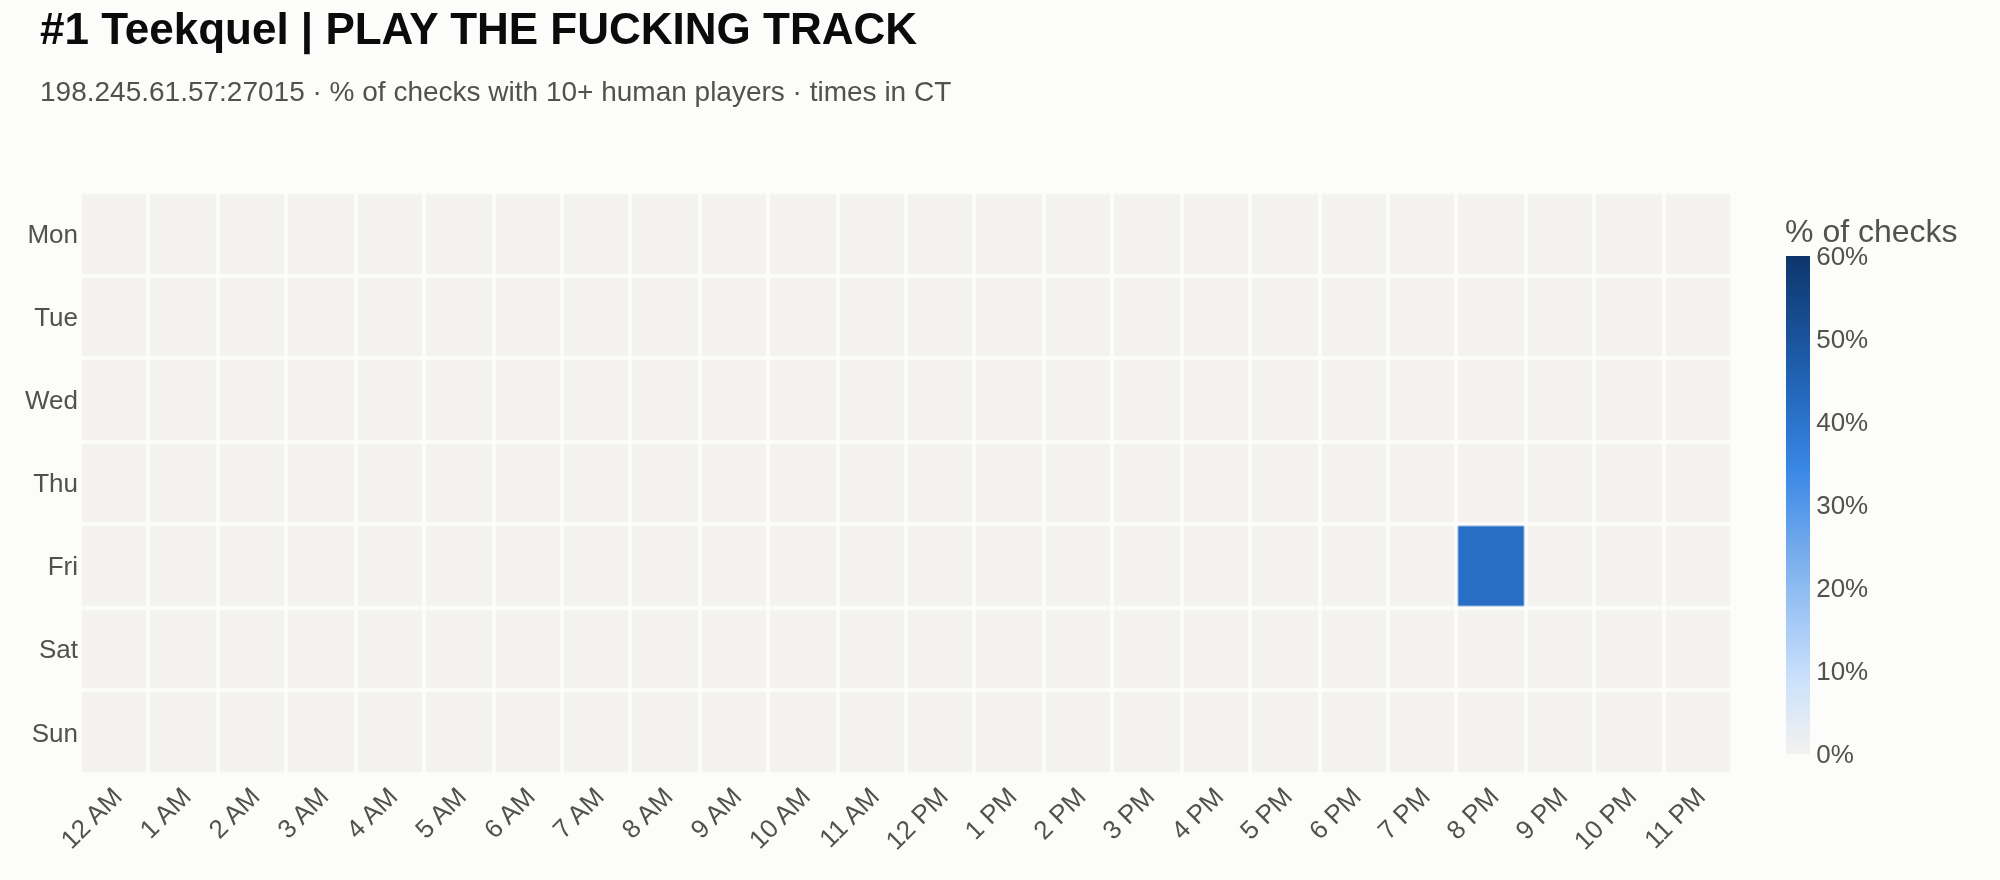 #1 Teekquel | PLAY THE FUCKING TRACK
198.245.61.57:27015 · % of checks with 10+ human players · times in CT
% of checks
60%
50%
40%
30%
20%
10%
0%
Mon
Tue
Wed
Thu
Fri
Sat
Sun
12 AM
1 AM
2 AM
3 AM
4 AM
5 AM
6 AM
7 AM
8 AM
9 AM
10 AM
11 AM
12 PM
1 PM
2 PM
3 PM
4 PM
5 PM
6 PM
7 PM
8 PM
9 PM
10 PM
11 PM